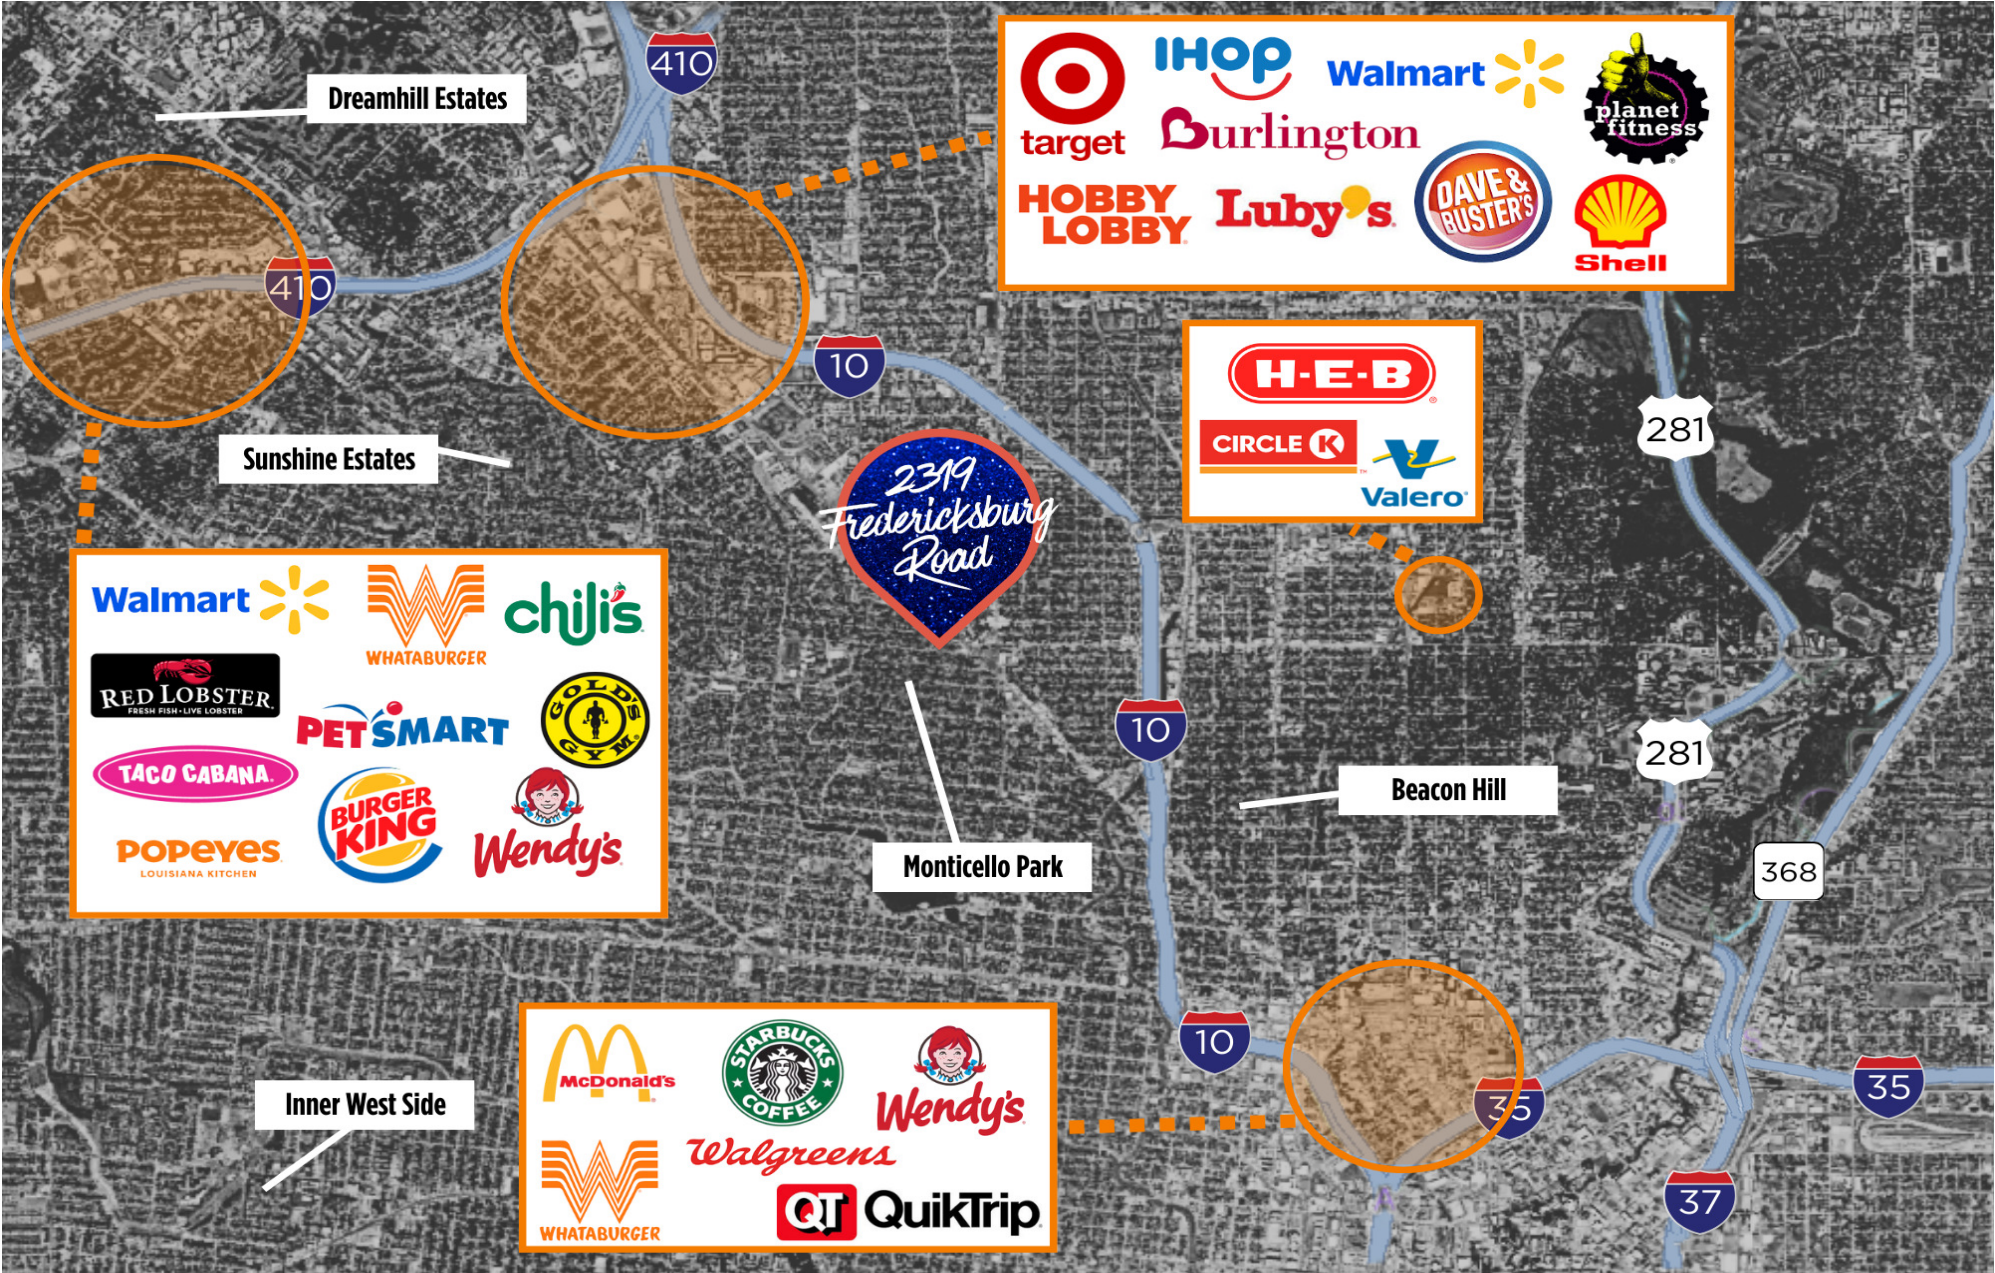 410
Dreamhill Estates
410
10
Sunshine Estates
target
IHOP
Walmart
planet
fitness
Burlington
HOBBY
LOBBY
Luby's
DAVE &
BUSTER'S
Shell
H-E-B
CIRCLE K
Valero
281
2319
Fredericksburg
Road
Walmart
WHATABURGER
chili's
RED LOBSTER
FRESH FISH • LIVE LOBSTER
PETSMART
GOLD'S
GYM
TACO CABANA
BURGER
KING
Wendy's
POPEYES
LOUISIANA KITCHEN
10
281
Beacon Hill
Monticello Park
368
McDonald's
STARBUCKS
COFFEE
Wendy's
WHATABURGER
Walgreens
QT QuikTrip
10
35
35
37
Inner West Side